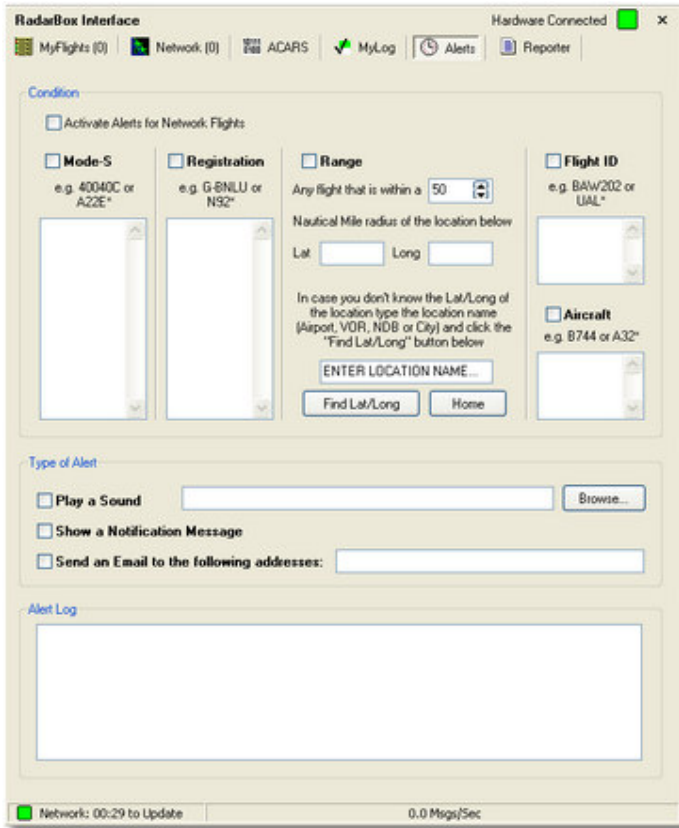 RadarBox Interface
Hardware Connected
MyFlights (0)
Network (0)
ACARS
MyLog
Alerts
Reporter
Condition
Activate Alerts for Network Flights
Mode-S
e.g. 40040C or
A22E*
Registration
e.g. G-BNLU or
N92*
Range
Any flight that is within a 50
Nautical Mile radius of the location below
Lat
Long
In case you don't know the Lat/Long of
the location type the location name
(Airport, VOR, NDB or City) and click the
"Find Lat/Long" button below
ENTER LOCATION NAME...
Find Lat/Long
Home
Flight ID
e.g. BAW202 or
UAL*
Aircraft
e.g. B744 or A32*
Type of Alert
Play a Sound
Browse...
Show a Notification Message
Send an Email to the following addresses:
Alert Log
Network: 00:29 to Update
0.0 Msgs/Sec